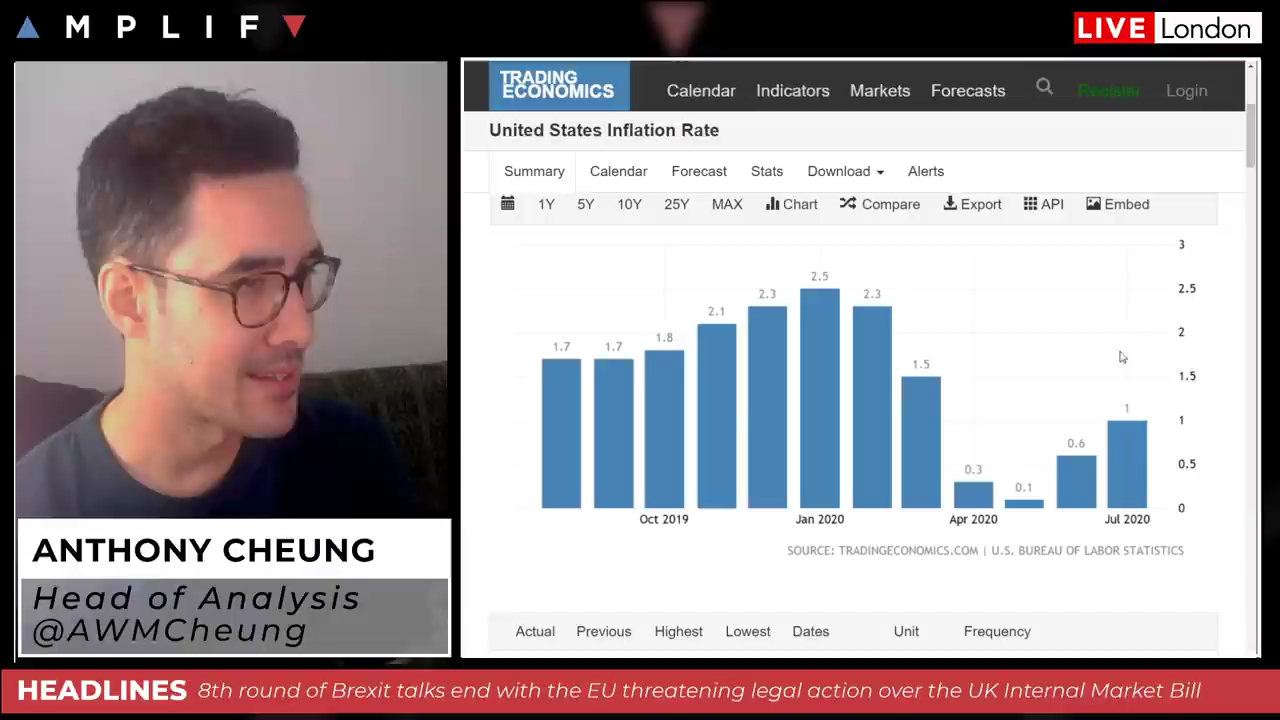 MPLIF
LIVE London
TRADING
ECONOMICS
Calendar Indicators Markets Forecasts Register Login
United States Inflation Rate
Summary Calendar Forecast Stats Download Alerts
1Y 5Y 10Y 25Y MAX Chart Compare Export API Embed
3
2.5
2
1.5
1
0.5
0
1.7 1.7 1.8 2.1 2.3 2.5 2.3 1.5 0.3 0.1 0.6 1
Oct 2019 Jan 2020 Apr 2020 Jul 2020
SOURCE: TRADINGECONOMICS.COM | U.S. BUREAU OF LABOR STATISTICS
Actual Previous Highest Lowest Dates Unit Frequency
ANTHONY CHEUNG
Head of Analysis
@AWMCheung
HEADLINES 8th round of Brexit talks end with the EU threatening legal action over the UK Internal Market Bill